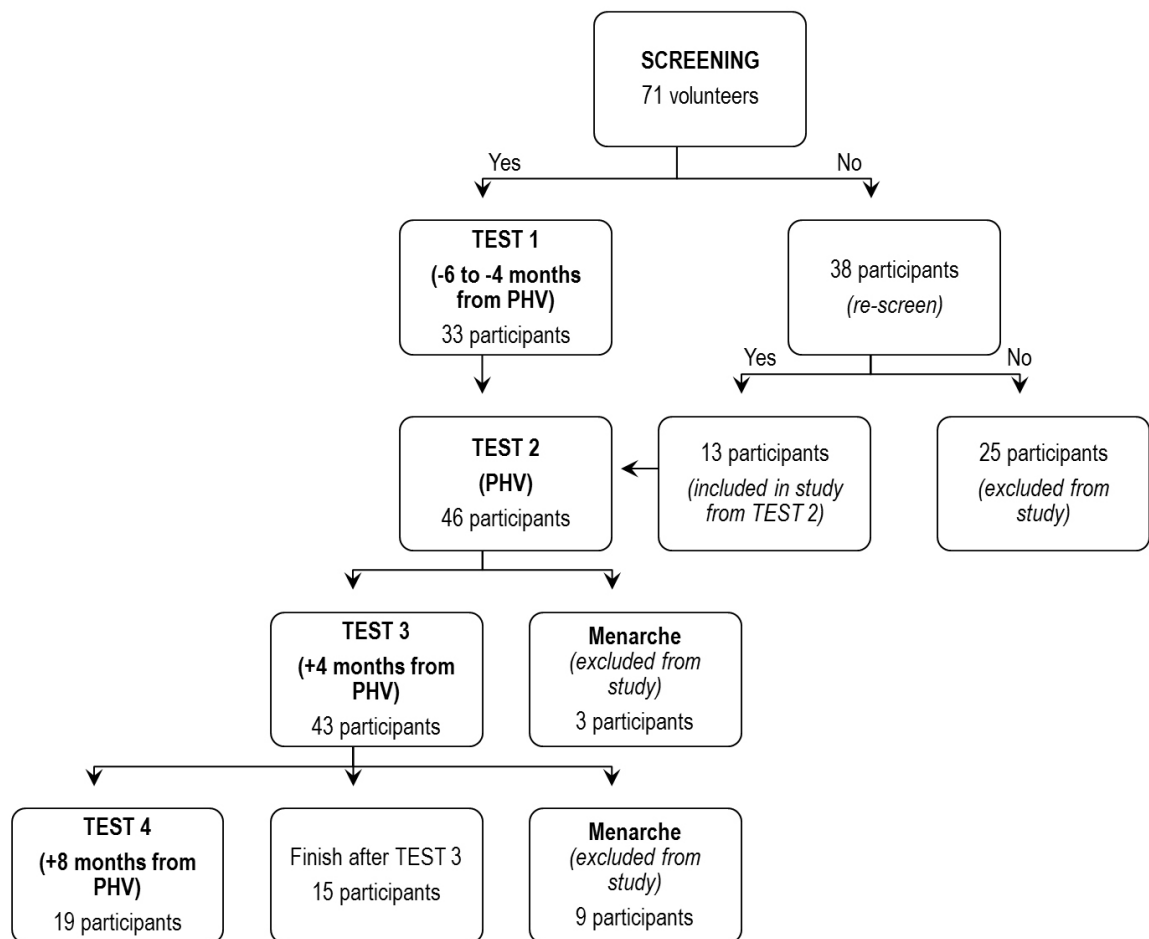 SCREENING
71 volunteers
Yes
No
TEST 1
(-6 to -4 months
from PHV)
33 participants
38 participants
(re-screen)
Yes
No
TEST 2
(PHV)
46 participants
13 participants
(included in study
from TEST 2)
25 participants
(excluded from
study)
TEST 3
(+4 months from
PHV)
43 participants
Menarche
(excluded from
study)
3 participants
TEST 4
(+8 months from
PHV)
19 participants
Finish after TEST 3
15 participants
Menarche
(excluded from
study)
9 participants